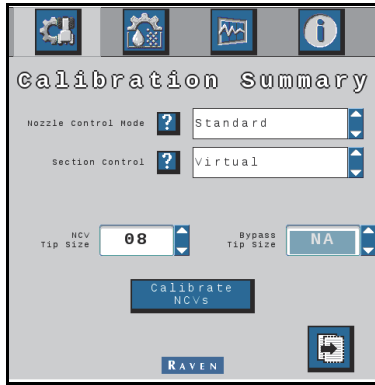 Calibration Summary
Nozzle Control Mode ? Standard
Section Control ? Virtual
NCV
Tip Size
08
Bypass
Tip Size
NA
Calibrate
NCVs
RAVEN